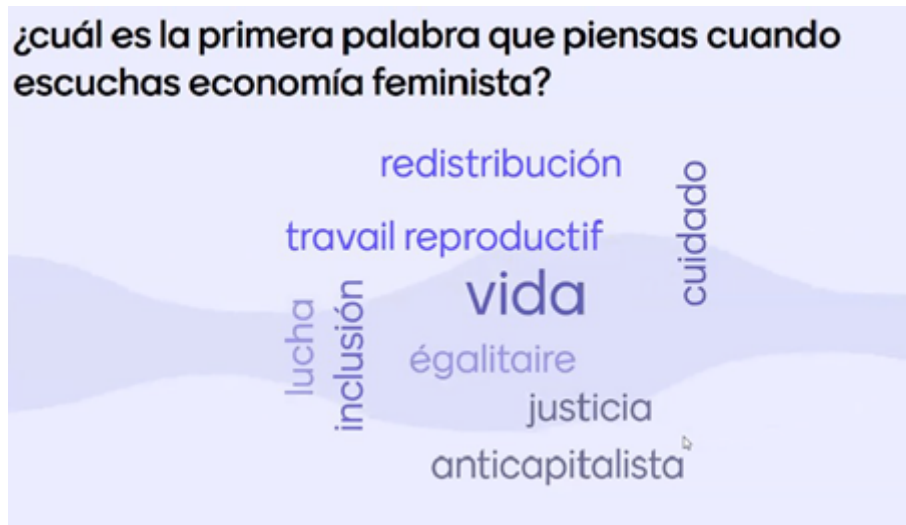 ¿cuál es la primera palabra que piensas cuando
escuchas economía feminista?
redistribución
cuidado
travail reproductif
vida
lucha
inclusión
égalitaire
justicia
anticapitalista